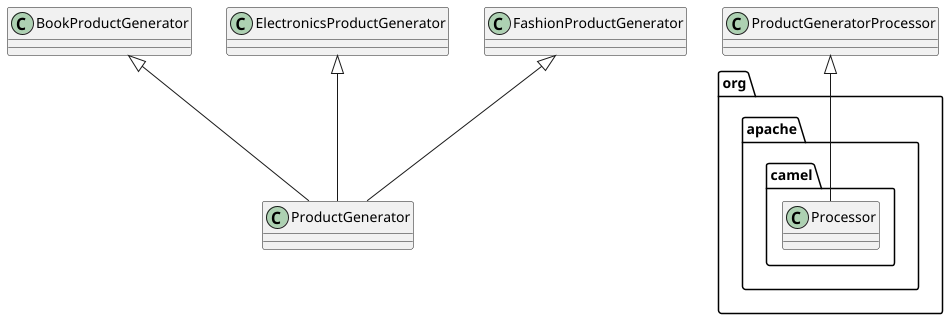 C BookProductGenerator
C ElectronicsProductGenerator
C FashionProductGenerator
C ProductGeneratorProcessor
org
apache
camel
C ProductGenerator
C Processor